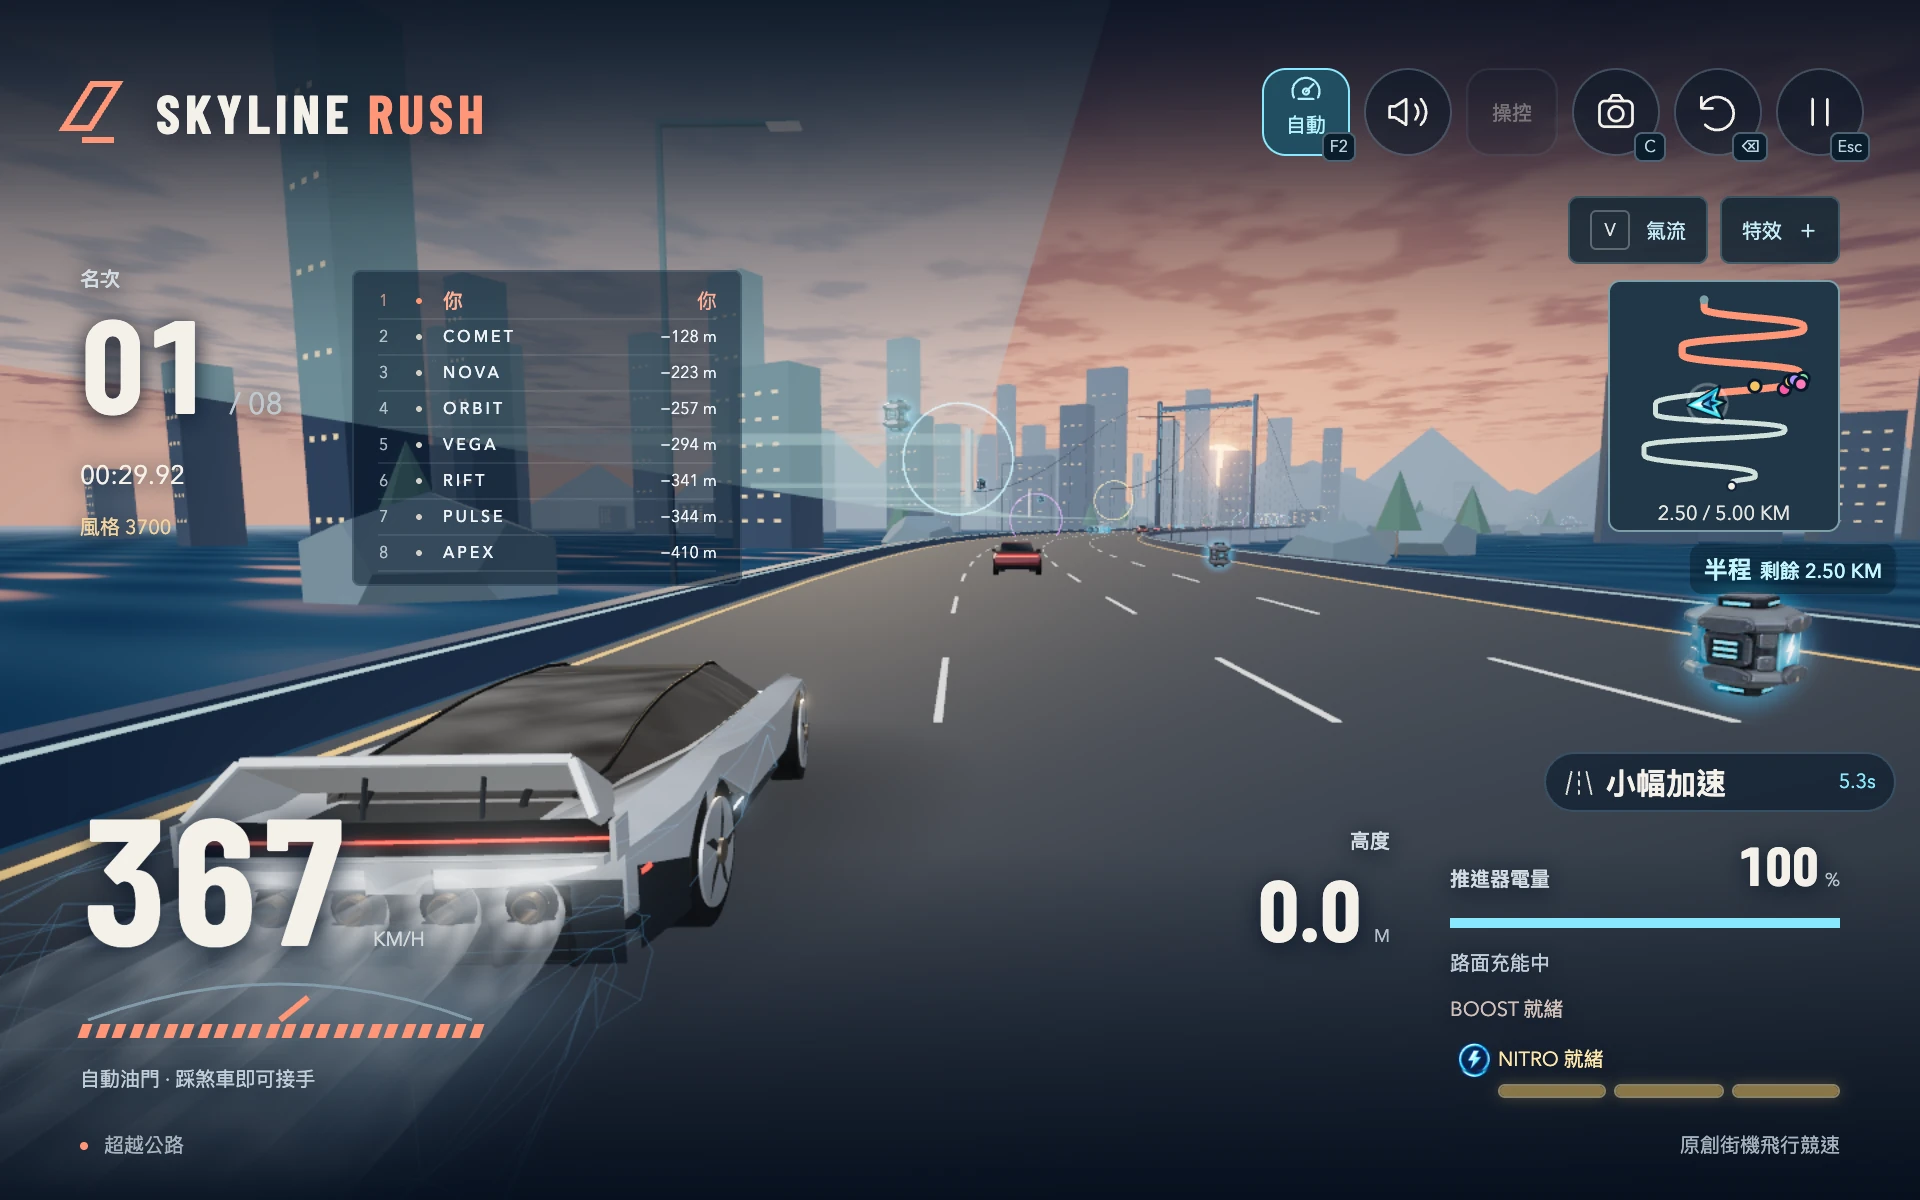 SKYLINE RUSH
自動
F2
操控
C
Esc
V 氣流
特效 +
名次
01 / 08
00:29.92
風格 3700
1 • 你 你
2 • COMET −128 m
3 • NOVA −223 m
4 • ORBIT −257 m
5 • VEGA −294 m
6 • RIFT −341 m
7 • PULSE −344 m
8 • APEX −410 m
2.50 / 5.00 KM
半程 剩餘 2.50 KM
小幅加速 5.3s
367 KM/H
自動油門 · 踩煞車即可接手
• 超越公路
高度
0.0 M
推進器電量 100 %
路面充能中
BOOST 就緒
NITRO 就緒
原創街機飛行競速